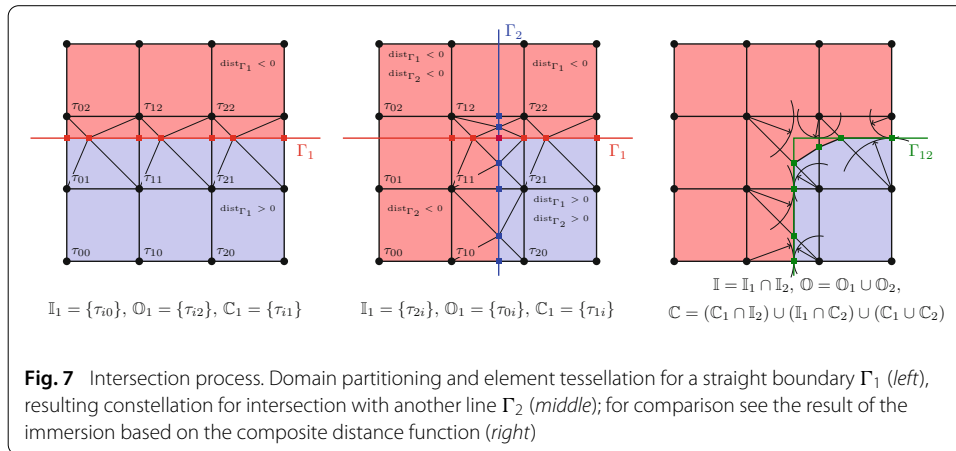 Γ₂
dist_Γ₁ < 0
dist_Γ₁ < 0
dist_Γ₂ < 0
dist_Γ₁ < 0
τ₀₂ τ₁₂ τ₂₂
τ₀₂ τ₁₂ τ₂₂
Γ₁
Γ₁
Γ₁₂
τ₀₁ τ₁₁ τ₂₁
τ₀₁ τ₁₁ τ₂₁
dist_Γ₁ > 0
dist_Γ₂ < 0
dist_Γ₁ > 0
dist_Γ₂ > 0
τ₀₀ τ₁₀ τ₂₀
τ₀₀ τ₁₀ τ₂₀
𝕀₁ = {τᵢ₀}, 𝕆₁ = {τᵢ₂}, ℂ₁ = {τᵢ₁}
𝕀₁ = {τ₂ᵢ}, 𝕆₁ = {τ₀ᵢ}, ℂ₁ = {τ₁ᵢ}
𝕀 = 𝕀₁ ∩ 𝕀₂, 𝕆 = 𝕆₁ ∪ 𝕆₂,
ℂ = (ℂ₁ ∩ 𝕀₂) ∪ (𝕀₁ ∩ ℂ₂) ∪ (ℂ₁ ∪ ℂ₂)
Fig. 7 Intersection process. Domain partitioning and element tessellation for a straight boundary Γ₁ (left),
resulting constellation for intersection with another line Γ₂ (middle); for comparison see the result of the
immersion based on the composite distance function (right)